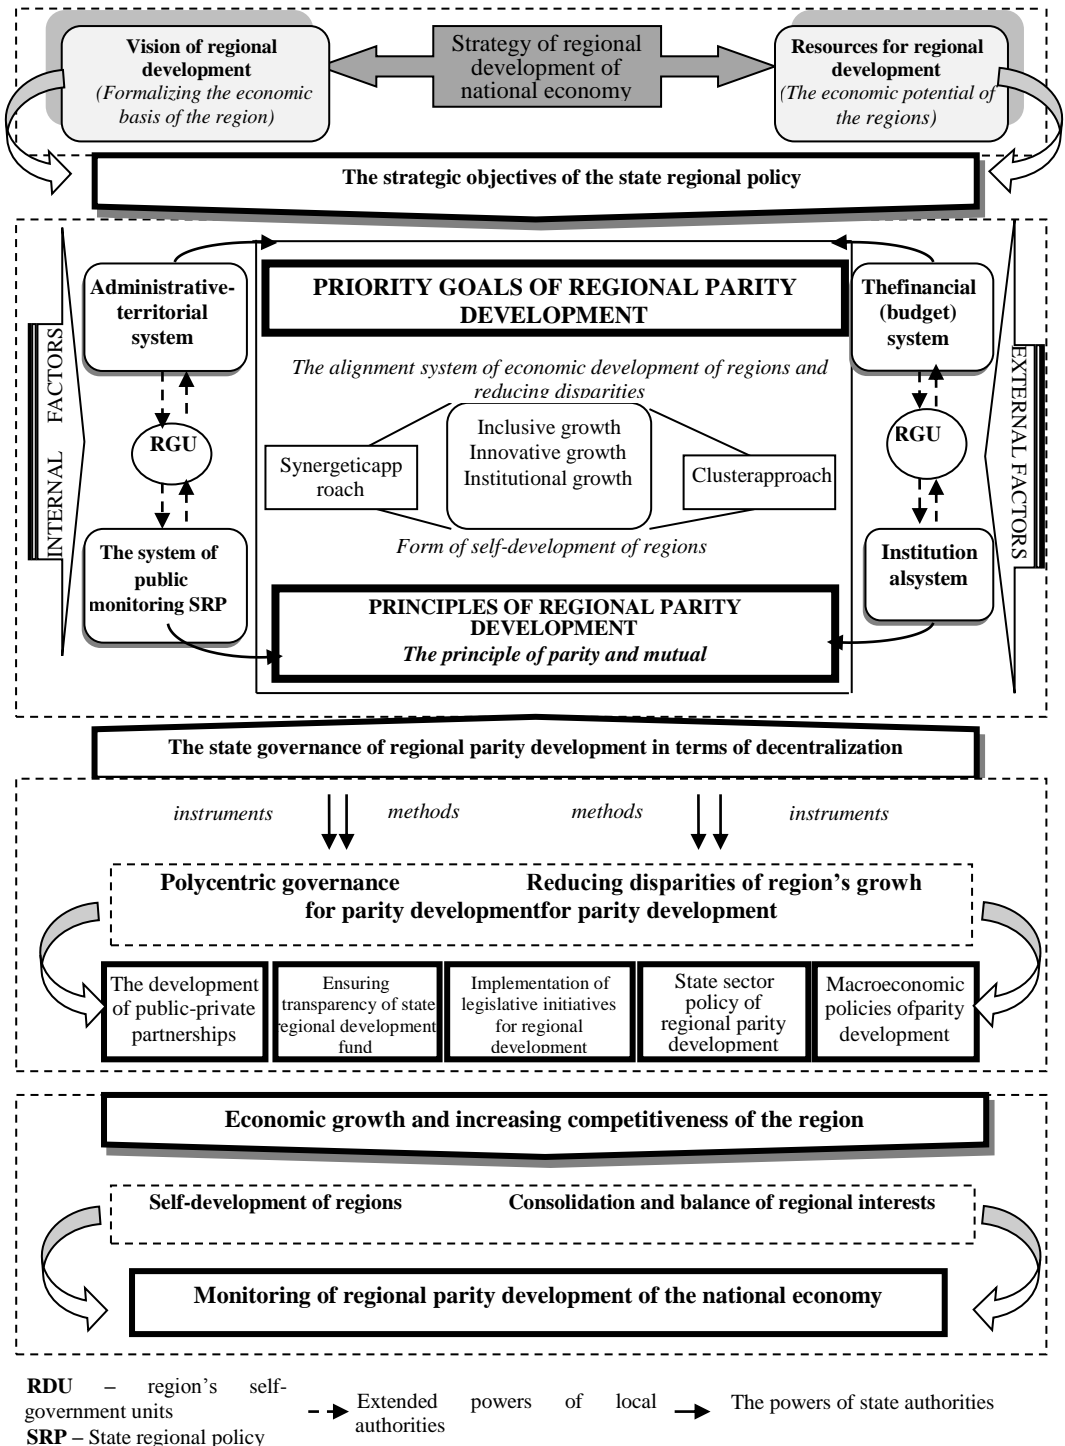 Vision of regional
development
(Formalizing the economic
basis of the region)
Strategy of regional
development of
national economy
Resources for regional
development
(The economic potential of
the regions)
The strategic objectives of the state regional policy
INTERNAL FACTORS
Administrative-
territorial
system
RGU
The system of
public
monitoring SRP
PRIORITY GOALS OF REGIONAL PARITY
DEVELOPMENT
The alignment system of economic development of regions and
reducing disparities
Synergeticapp
roach
Inclusive growth
Innovative growth
Institutional growth
Clusterapproach
Form of self-development of regions
PRINCIPLES OF REGIONAL PARITY
DEVELOPMENT
The principle of parity and mutual
Thefinancial
(budget)
system
RGU
Institution
alsystem
EXTERNAL FACTORS
The state governance of regional parity development in terms of decentralization
instruments methods methods instruments
Polycentric governance Reducing disparities of region's growth
for parity developmentfor parity development
The development
of public-private
partnerships
Ensuring
transparency of state
regional development
fund
Implementation of
legislative initiatives
for regional
development
State sector
policy of
regional parity
development
Macroeconomic
policies ofparity
development
Economic growth and increasing competitiveness of the region
Self-development of regions Consolidation and balance of regional interests
Monitoring of regional parity development of the national economy
RDU – region's self-
government units
SRP – State regional policy
Extended powers of local
authorities
The powers of state authorities